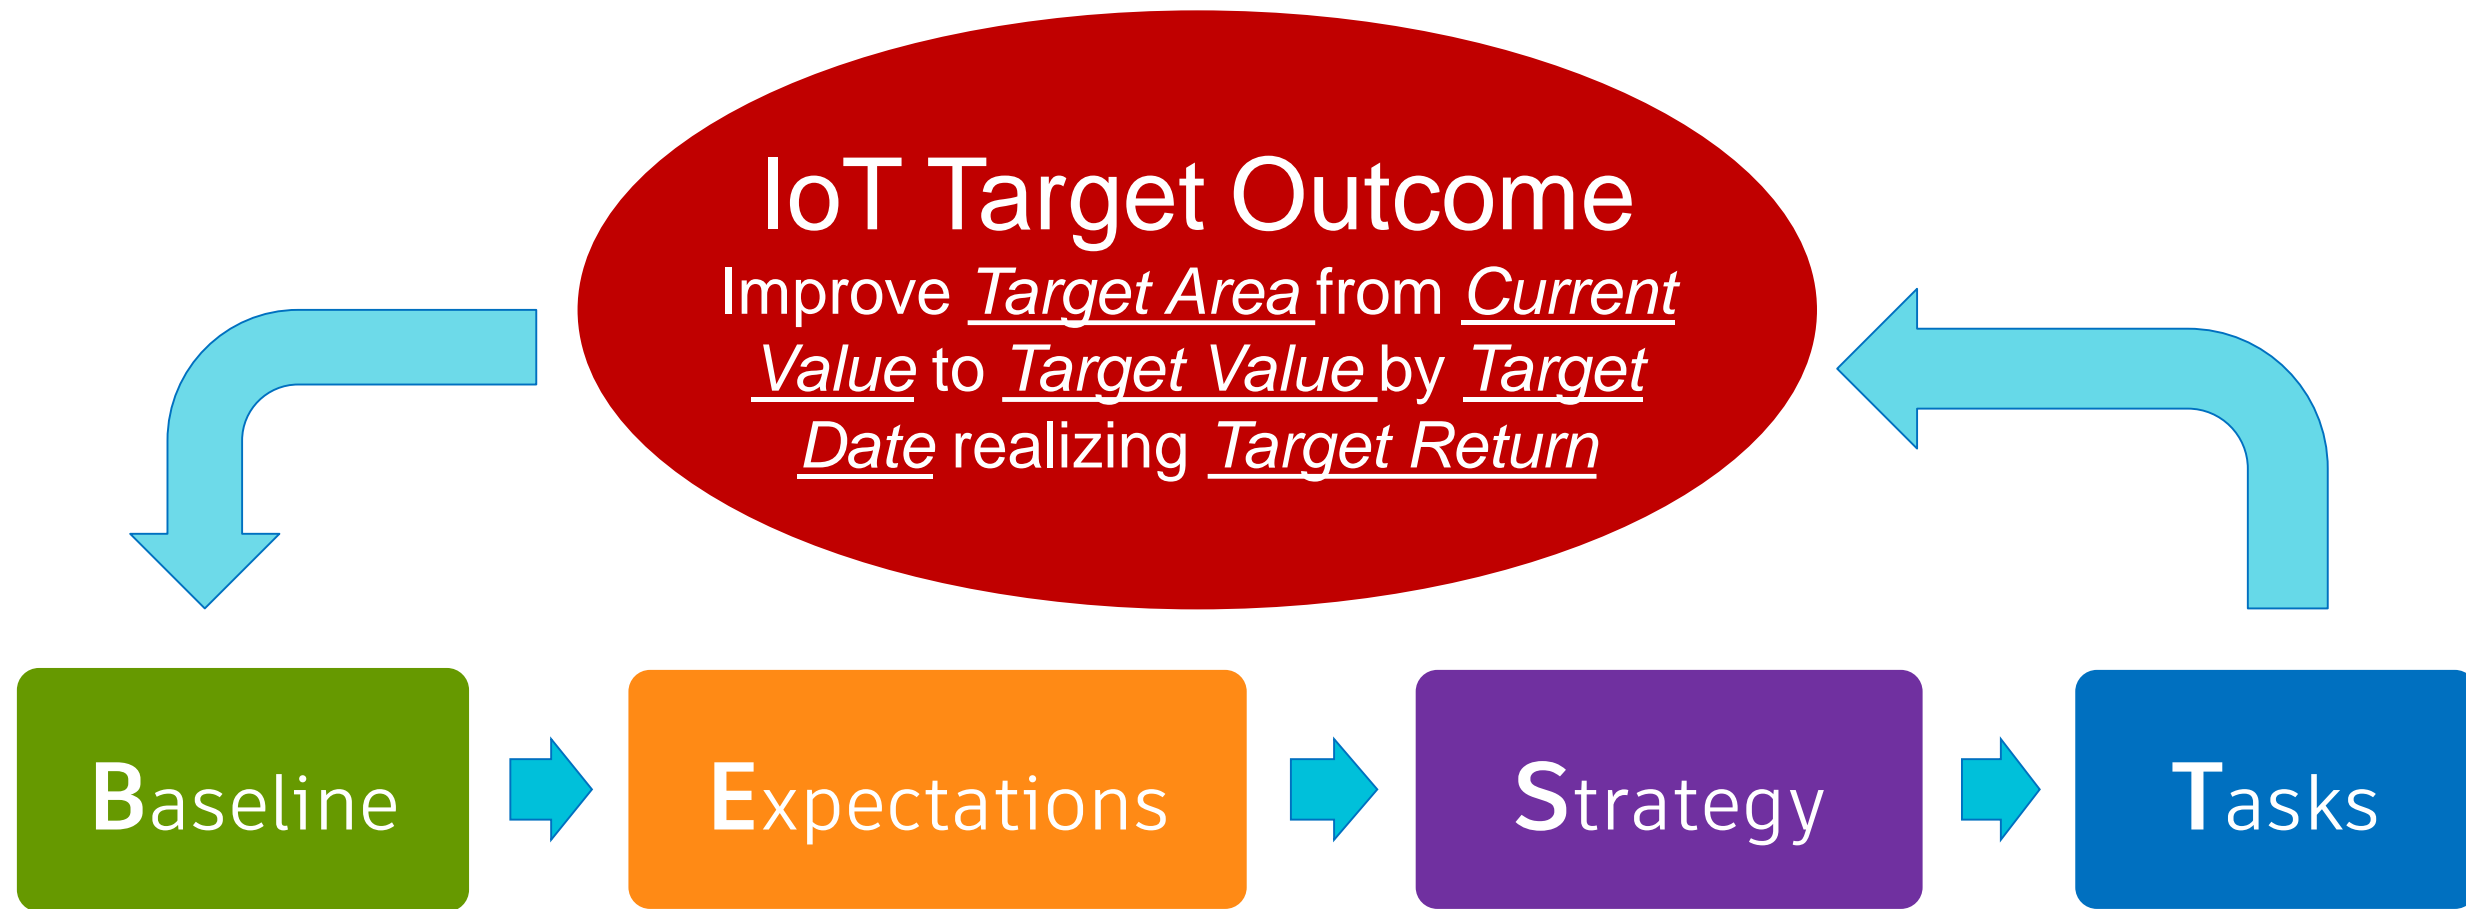 IoT Target Outcome
Improve Target Area from Current
Value to Target Value by Target
Date realizing Target Return
Baseline
Expectations
Strategy
Tasks